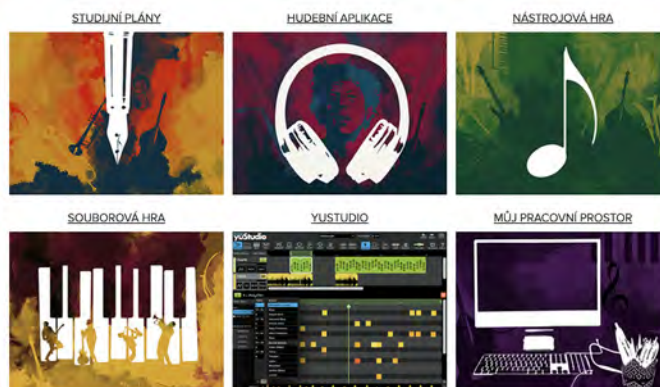 STUDIJNÍ PLÁNY
HUDEBNÍ APLIKACE
NÁSTROJOVÁ HRA
SOUBOROVÁ HRA
YUSTUDIO
MŮJ PRACOVNÍ PROSTOR
yuStudio